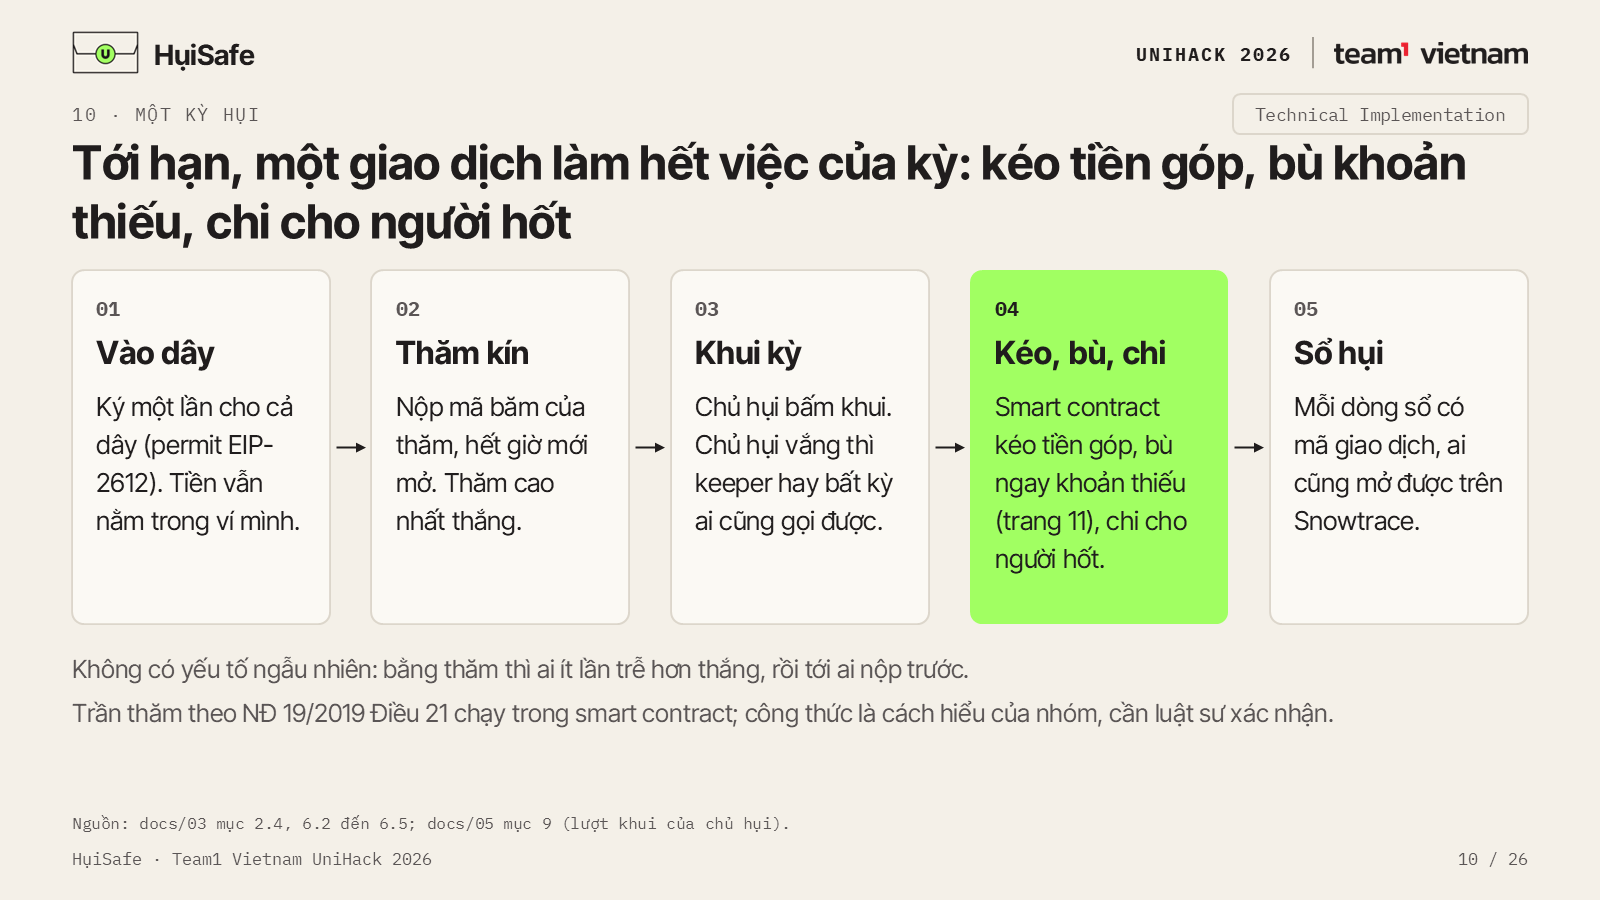 HụiSafe
UNIHACK 2026
team1 vietnam
10 · MỘT KỲ HỤI
Technical Implementation
Tới hạn, một giao dịch làm hết việc của kỳ: kéo tiền góp, bù khoản
thiếu, chi cho người hốt
01
Vào dây
Ký một lần cho cả
dây (permit EIP-
2612). Tiền vẫn
nằm trong ví mình.
02
Thăm kín
Nộp mã băm của
thăm, hết giờ mới
mở. Thăm cao
nhất thắng.
03
Khui kỳ
Chủ hụi bấm khui.
Chủ hụi vắng thì
keeper hay bất kỳ
ai cũng gọi được.
04
Kéo, bù, chi
Smart contract
kéo tiền góp, bù
ngay khoản thiếu
(trang 11), chi cho
người hốt.
05
Sổ hụi
Mỗi dòng sổ có
mã giao dịch, ai
cũng mở được trên
Snowtrace.
Không có yếu tố ngẫu nhiên: bằng thăm thì ai ít lần trễ hơn thắng, rồi tới ai nộp trước.
Trần thăm theo NĐ 19/2019 Điều 21 chạy trong smart contract; công thức là cách hiểu của nhóm, cần luật sư xác nhận.
Nguồn: docs/03 mục 2.4, 6.2 đến 6.5; docs/05 mục 9 (lượt khui của chủ hụi).
HụiSafe · Team1 Vietnam UniHack 2026
10 / 26